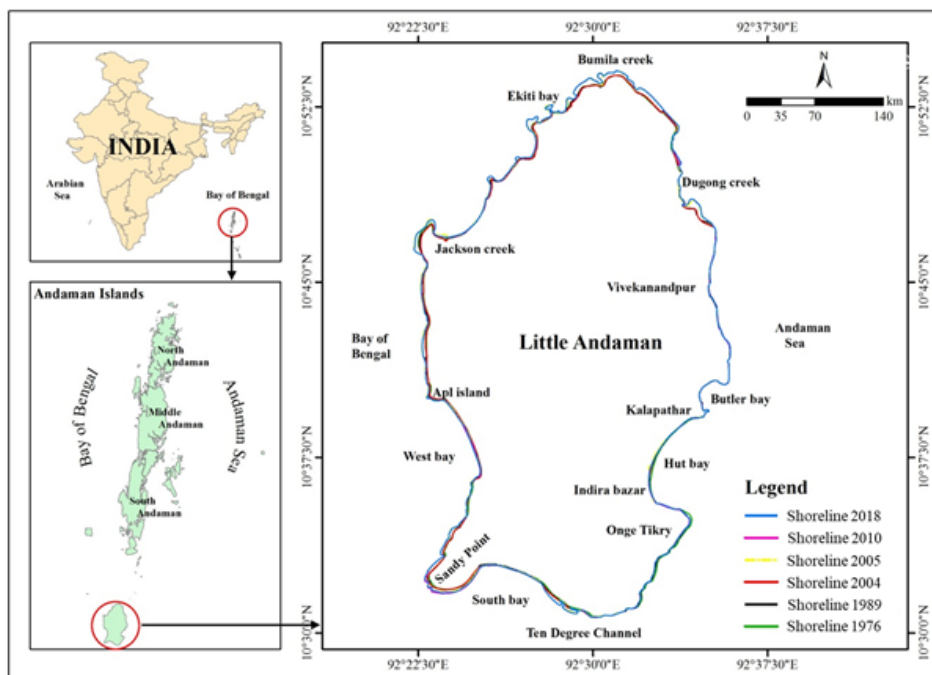 INDIA
Arabian
Sea
Bay of Bengal
Andaman Islands
North
Andaman
Middle
Andaman
South
Andaman
Bay of Bengal
Andaman Sea
92°22'30"E
92°30'0"E
92°37'30"E
10°52'30"N
10°45'0"N
10°37'30"N
10°30'0"N
Bumila creek
N
km
0 35 70 140
Ekiti bay
Dugong creek
Jackson creek
Vivekanandpur
Bay of
Bengal
Little Andaman
Andaman
Sea
Apl island
Butler bay
Kalapathar
West bay
Hut bay
Indira bazar
Onge Tikry
Sandy Point
South bay
Ten Degree Channel
Legend
Shoreline 2018
Shoreline 2010
Shoreline 2005
Shoreline 2004
Shoreline 1989
Shoreline 1976
10°52'30"N
10°45'0"N
10°37'30"N
10°30'0"N
92°22'30"E
92°30'0"E
92°37'30"E